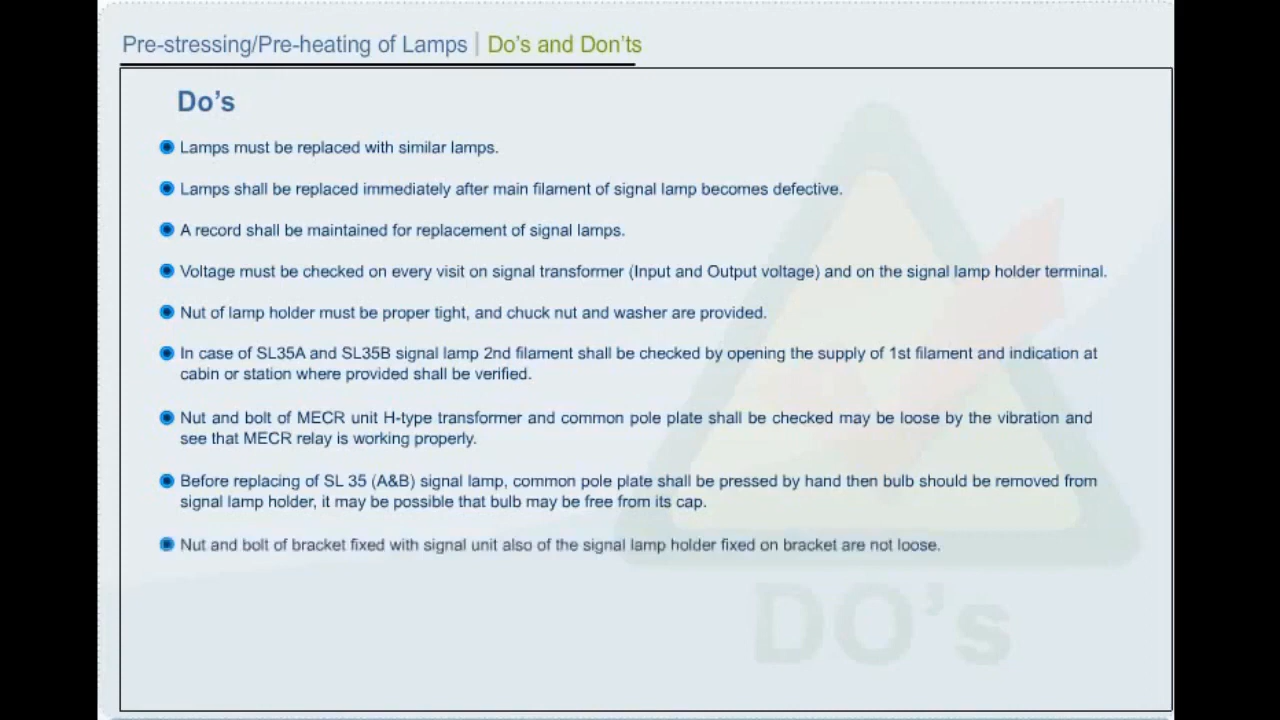 Pre-stressing/Pre-heating of Lamps | Do's and Don'ts
Do's
Lamps must be replaced with similar lamps.
Lamps shall be replaced immediately after main filament of signal lamp becomes defective.
A record shall be maintained for replacement of signal lamps.
Voltage must be checked on every visit on signal transformer (Input and Output voltage) and on the signal lamp holder terminal.
Nut of lamp holder must be proper tight, and chuck nut and washer are provided.
In case of SL35A and SL35B signal lamp 2nd filament shall be checked by opening the supply of 1st filament and indication at
cabin or station where provided shall be verified.
Nut and bolt of MECR unit H-type transformer and common pole plate shall be checked may be loose by the vibration and
see that MECR relay is working properly.
Before replacing of SL 35 (A&B) signal lamp, common pole plate shall be pressed by hand then bulb should be removed from
signal lamp holder, it may be possible that bulb may be free from its cap.
Nut and bolt of bracket fixed with signal unit also of the signal lamp holder fixed on bracket are not loose.
DO's